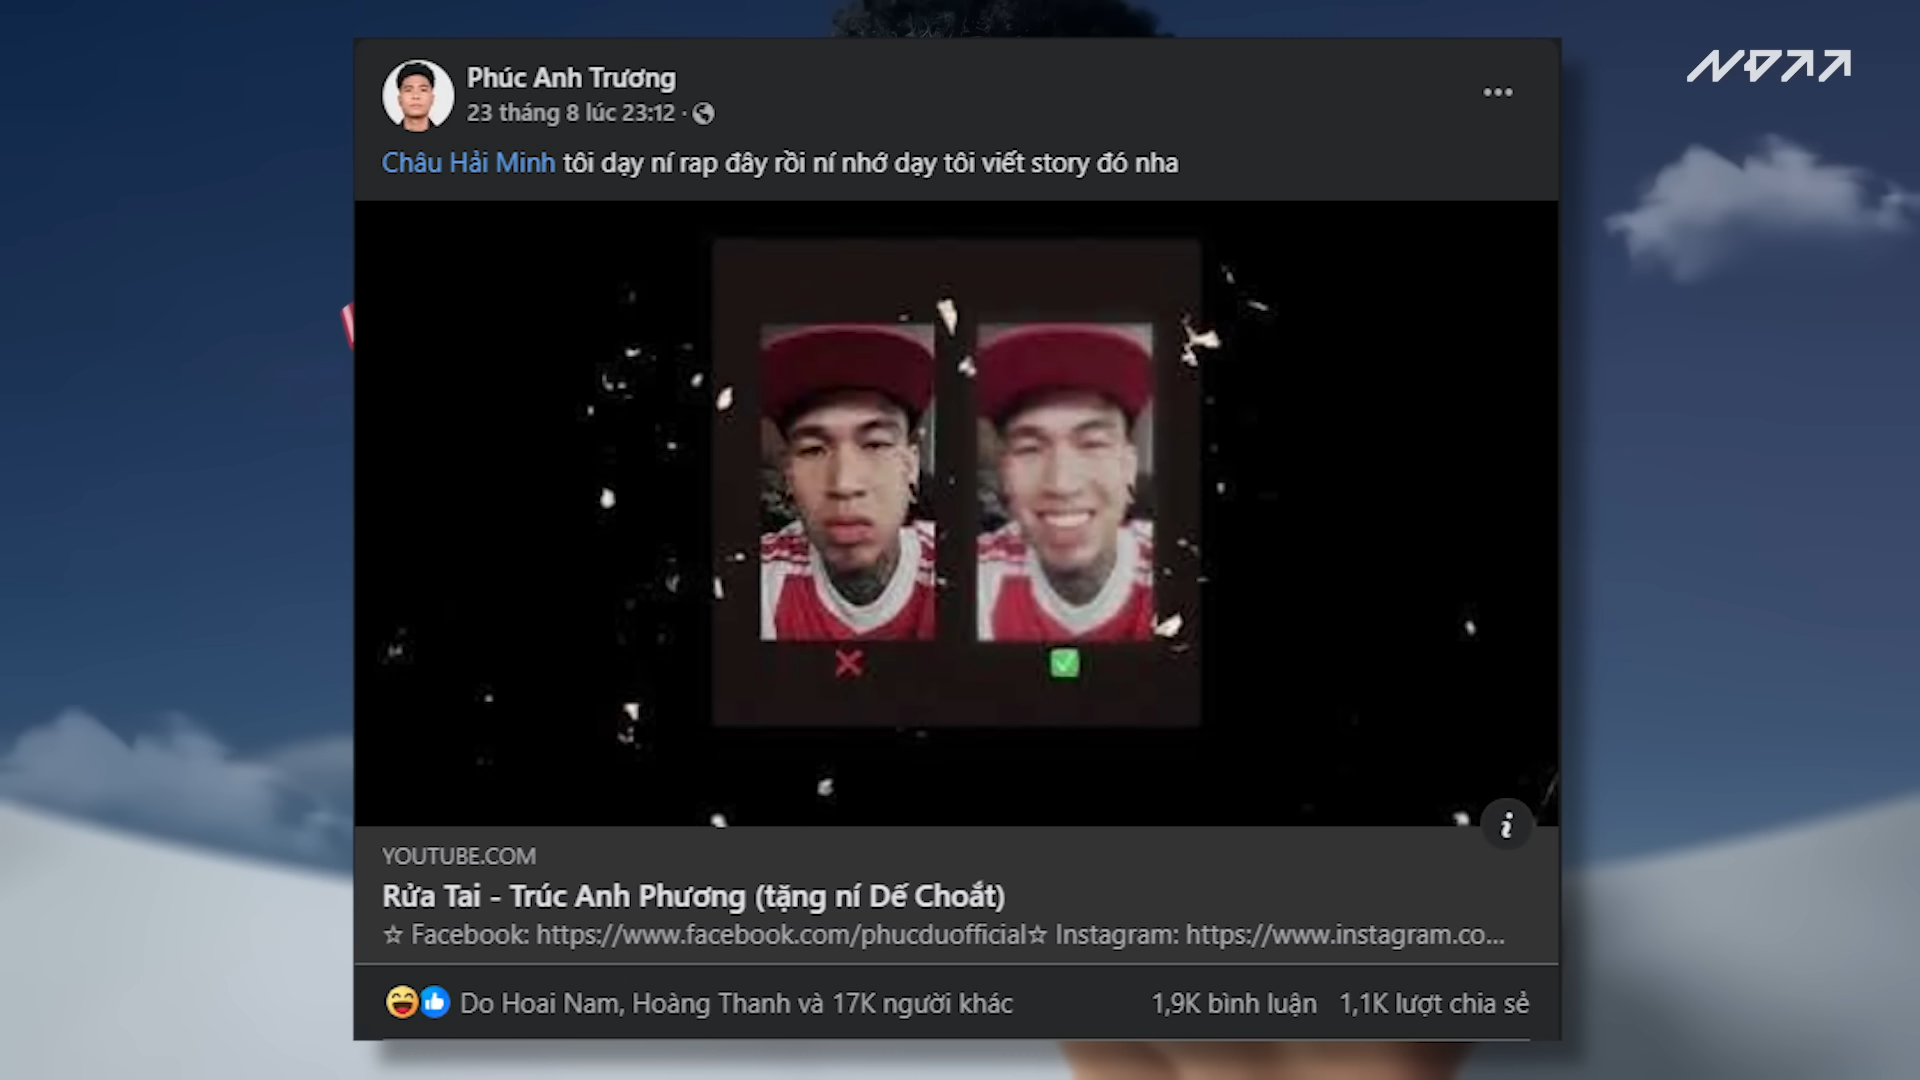 Phúc Anh Trương
23 tháng 8 lúc 23:12 ·
Châu Hải Minh tôi dạy ní rap đây rồi ní nhớ dạy tôi viết story đó nha
YOUTUBE.COM
Rửa Tai - Trúc Anh Phương (tặng ní Dế Choắt)
☆ Facebook: https://www.facebook.com/phucduofficial☆ Instagram: https://www.instagram.co...
Do Hoai Nam, Hoàng Thanh và 17K người khác
1,9K bình luận 1,1K lượt chia sẻ